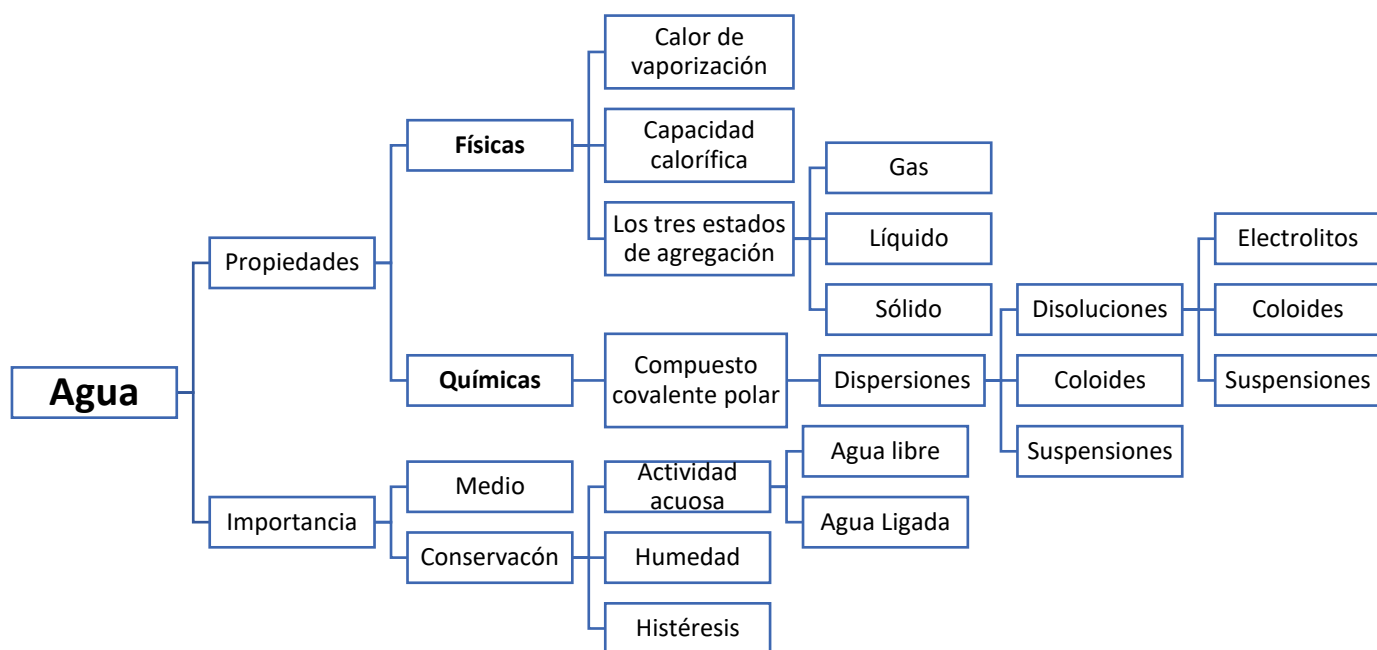 Agua
Propiedades
Físicas
Calor de
vaporización
Capacidad
calorífica
Los tres estados
de agregación
Gas
Líquido
Sólido
Químicas
Compuesto
covalente polar
Dispersiones
Disoluciones
Electrolitos
Coloides
Suspensiones
Coloides
Suspensiones
Importancia
Medio
Conservacón
Actividad
acuosa
Agua libre
Agua Ligada
Humedad
Histéresis